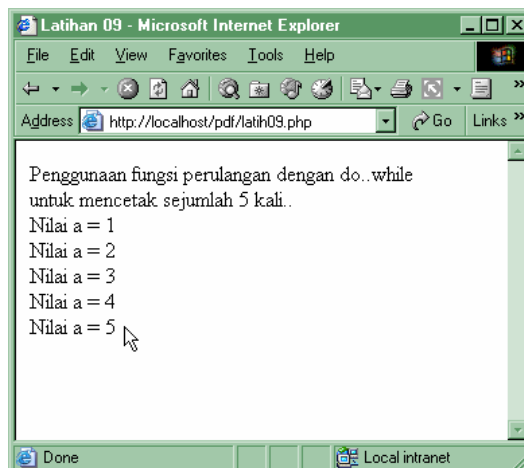 Latihan 09 - Microsoft Internet Explorer
File Edit View Favorites Tools Help
Address http://localhost/pdf/latih09.php Go Links »
Penggunaan fungsi perulangan dengan do..while
untuk mencetak sejumlah 5 kali..
Nilai a = 1
Nilai a = 2
Nilai a = 3
Nilai a = 4
Nilai a = 5
Done Local intranet